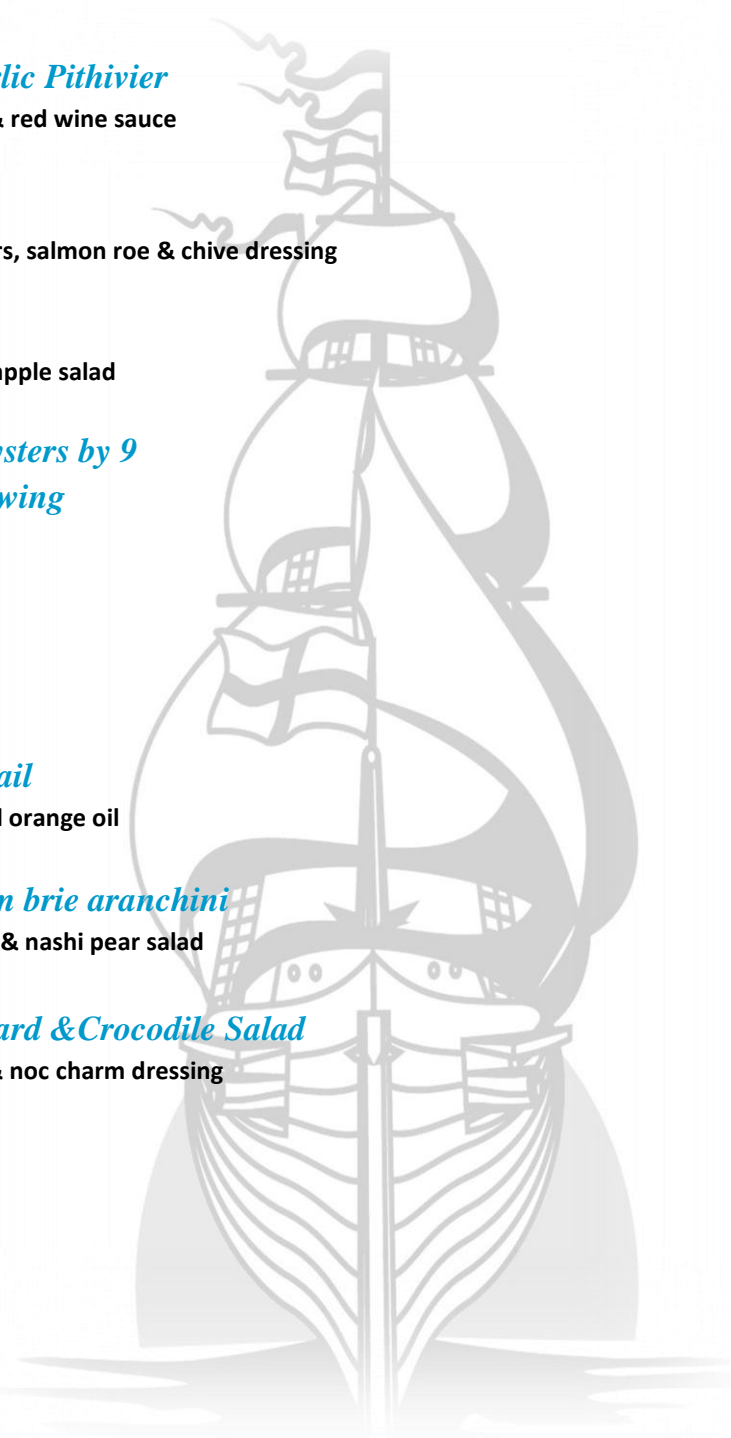 lic Pithivier
& red wine sauce
rs, salmon roe & chive dressing
apple salad
ysters by 9
wing
ail
d orange oil
n brie aranchini
& nashi pear salad
ard &Crocodile Salad
& noc charm dressing